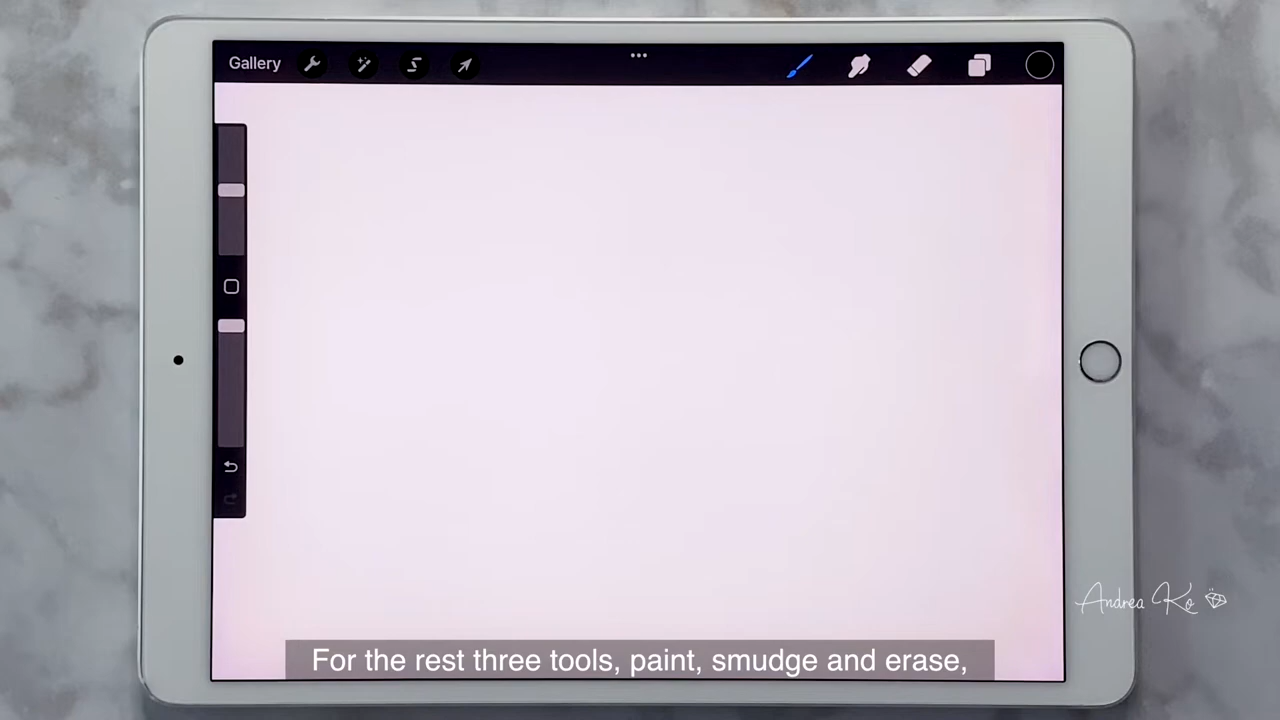 Gallery
Andrea Ko
For the rest three tools, paint, smudge and erase,